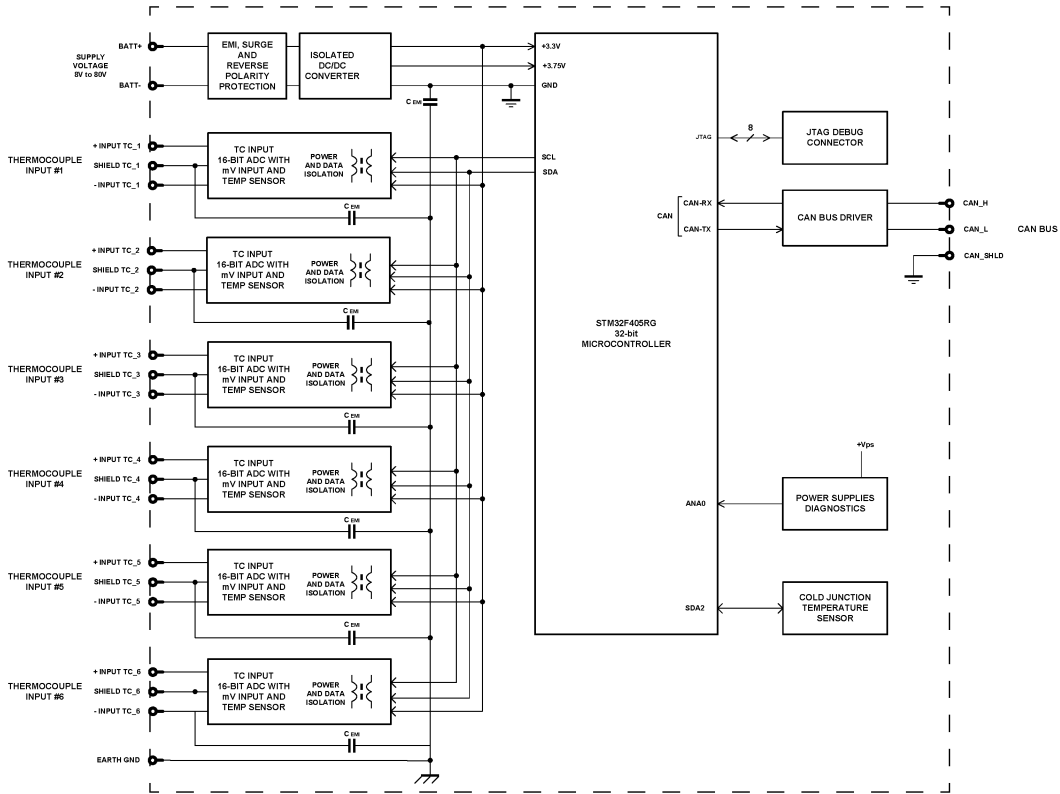 BATT+
SUPPLY
VOLTAGE
8V to 80V
BATT-
EMI, SURGE
AND
REVERSE
POLARITY
PROTECTION
ISOLATED
DC/DC
CONVERTER
C EMI
+3.3V
+3.75V
GND
THERMOCOUPLE
INPUT #1
+ INPUT TC_1
SHIELD TC_1
- INPUT TC_1
TC INPUT
16-BIT ADC WITH
mV INPUT AND
TEMP SENSOR
POWER
AND DATA
ISOLATION
C EMI
SCL
SDA
THERMOCOUPLE
INPUT #2
+ INPUT TC_2
SHIELD TC_2
- INPUT TC_2
TC INPUT
16-BIT ADC WITH
mV INPUT AND
TEMP SENSOR
POWER
AND DATA
ISOLATION
C EMI
THERMOCOUPLE
INPUT #3
+ INPUT TC_3
SHIELD TC_3
- INPUT TC_3
TC INPUT
16-BIT ADC WITH
mV INPUT AND
TEMP SENSOR
POWER
AND DATA
ISOLATION
C EMI
THERMOCOUPLE
INPUT #4
+ INPUT TC_4
SHIELD TC_4
- INPUT TC_4
TC INPUT
16-BIT ADC WITH
mV INPUT AND
TEMP SENSOR
POWER
AND DATA
ISOLATION
C EMI
THERMOCOUPLE
INPUT #5
+ INPUT TC_5
SHIELD TC_5
- INPUT TC_5
TC INPUT
16-BIT ADC WITH
mV INPUT AND
TEMP SENSOR
POWER
AND DATA
ISOLATION
C EMI
THERMOCOUPLE
INPUT #6
+ INPUT TC_6
SHIELD TC_6
- INPUT TC_6
TC INPUT
16-BIT ADC WITH
mV INPUT AND
TEMP SENSOR
POWER
AND DATA
ISOLATION
C EMI
EARTH GND
STM32F405RG
32-bit
MICROCONTROLLER
JTAG
8
JTAG DEBUG
CONNECTOR
CAN
CAN-RX
CAN-TX
CAN BUS DRIVER
CAN_H
CAN_L
CAN_SHLD
CAN BUS
+Vps
ANA0
POWER SUPPLIES
DIAGNOSTICS
SDA2
COLD JUNCTION
TEMPERATURE
SENSOR